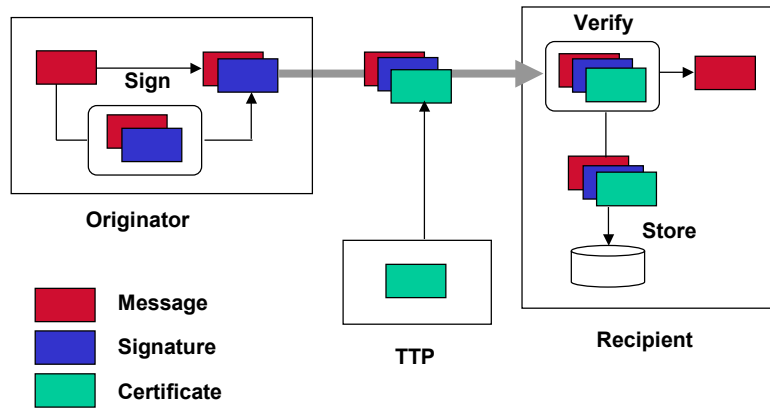 Verify
Sign
Originator
Store
Message
Signature
Certificate
TTP
Recipient